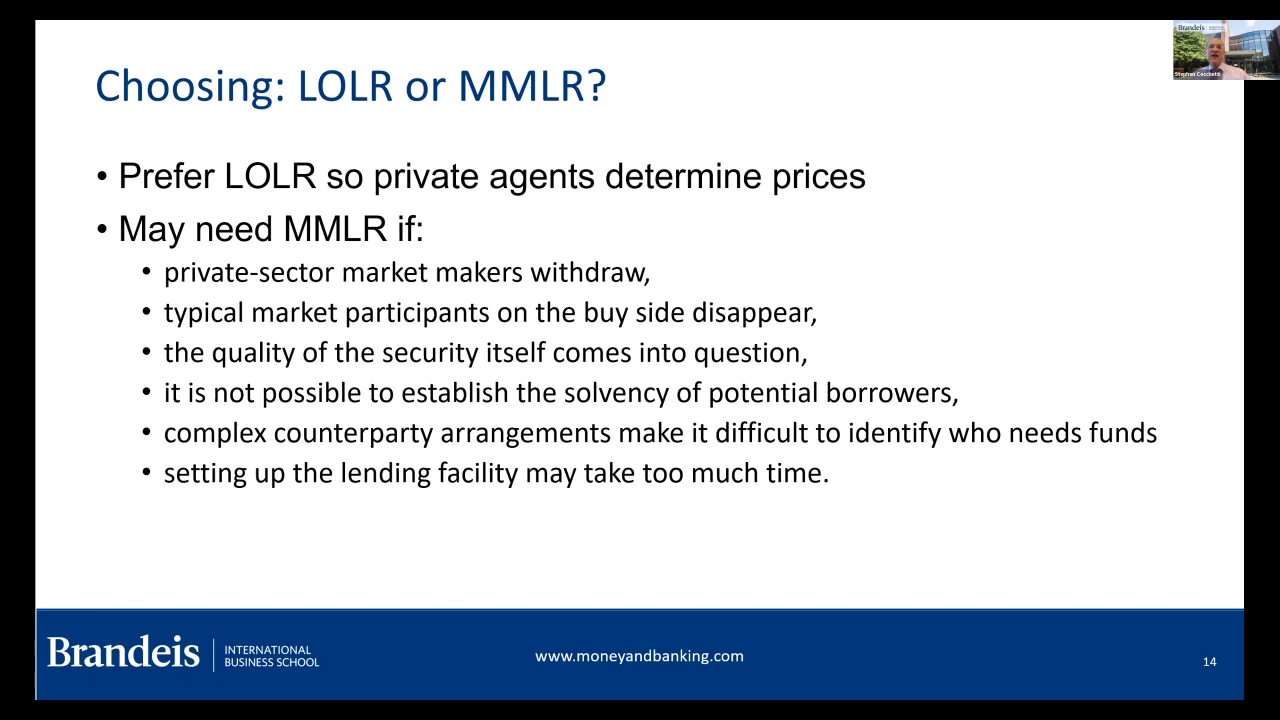 Brandeis
Stephen Cecchetti
Choosing: LOLR or MMLR?
• Prefer LOLR so private agents determine prices
• May need MMLR if:
• private-sector market makers withdraw,
• typical market participants on the buy side disappear,
• the quality of the security itself comes into question,
• it is not possible to establish the solvency of potential borrowers,
• complex counterparty arrangements make it difficult to identify who needs funds
• setting up the lending facility may take too much time.
Brandeis
INTERNATIONAL
BUSINESS SCHOOL
www.moneyandbanking.com
14